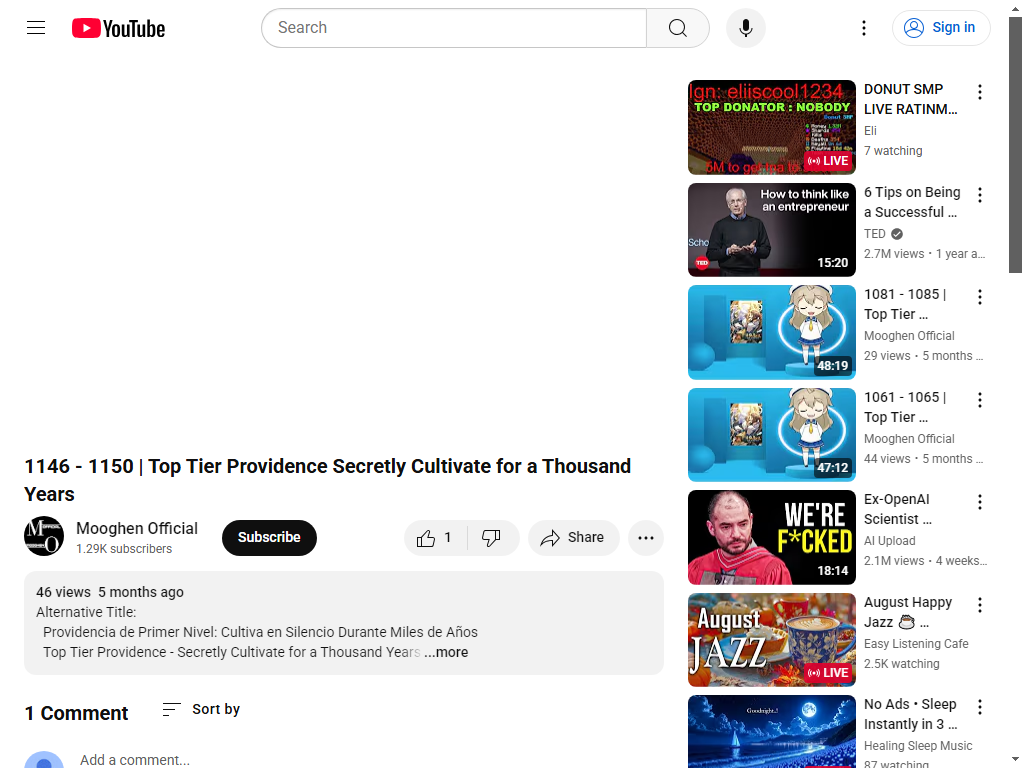 YouTube
Search
Sign in
1146 - 1150 | Top Tier Providence Secretly Cultivate for a Thousand
Years
Mooghen Official
1.29K subscribers
Subscribe
1
Share
46 views 5 months ago
Alternative Title:
Providencia de Primer Nivel: Cultiva en Silencio Durante Miles de Años
Top Tier Providence - Secretly Cultivate for a Thousand Years ...more
1 Comment
Sort by
Add a comment...
Ign: eliiscool1234
TOP DONATOR : NOBODY
LIVE
DONUT SMP
LIVE RATINM...
Eli
7 watching
How to think like
an entrepreneur
Scho
TED
15:20
6 Tips on Being
a Successful ...
TED
2.7M views • 1 year a...
48:19
1081 - 1085 |
Top Tier ...
Mooghen Official
29 views • 5 months ...
47:12
1061 - 1065 |
Top Tier ...
Mooghen Official
44 views • 5 months ...
WE'RE
F*CKED
18:14
Ex-OpenAI
Scientist ...
AI Upload
2.1M views • 4 weeks...
August
JAZZ
LIVE
August Happy
Jazz ☕ ...
Easy Listening Cafe
2.5K watching
Goodnight..!
No Ads • Sleep
Instantly in 3 ...
Healing Sleep Music
87 watching